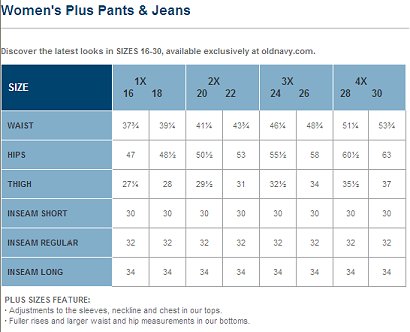 Women's Plus Pants & Jeans
Discover the latest looks in SIZES 16-30, available exclusively at oldnavy.com.
SIZE 1X 2X 3X 4X
16 18 20 22 24 26 28 30
WAIST 37¾ 39¼ 41¼ 43¾ 46¼ 48¾ 51¼ 53¾
HIPS 47 48½ 50½ 53 55½ 58 60½ 63
THIGH 27¼ 28 29½ 31 32½ 34 35½ 37
INSEAM SHORT 30 30 30 30 30 30 30 30
INSEAM REGULAR 32 32 32 32 32 32 32 32
INSEAM LONG 34 34 34 34 34 34 34 34
PLUS SIZES FEATURE:
· Adjustments to the sleeves, neckline and chest in our tops.
· Fuller rises and larger waist and hip measurements in our bottoms.